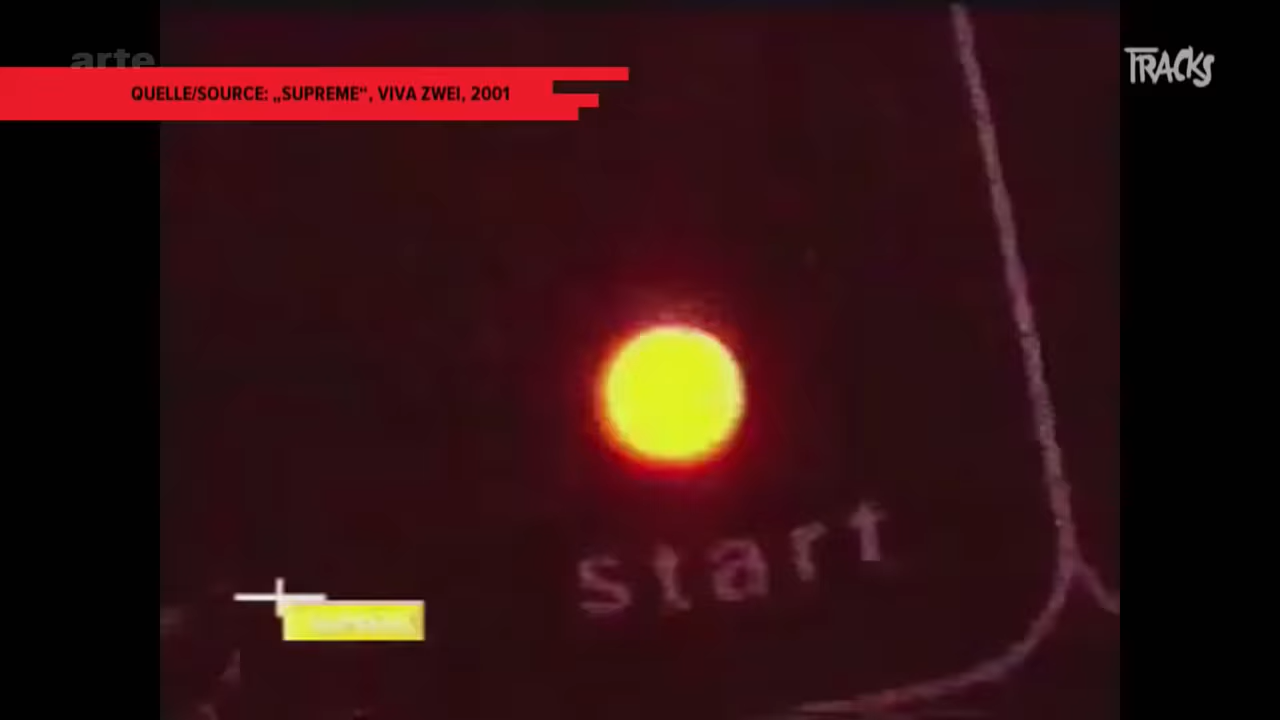 arte
TRACKS
QUELLE/SOURCE: „SUPREME“, VIVA ZWEI, 2001
start